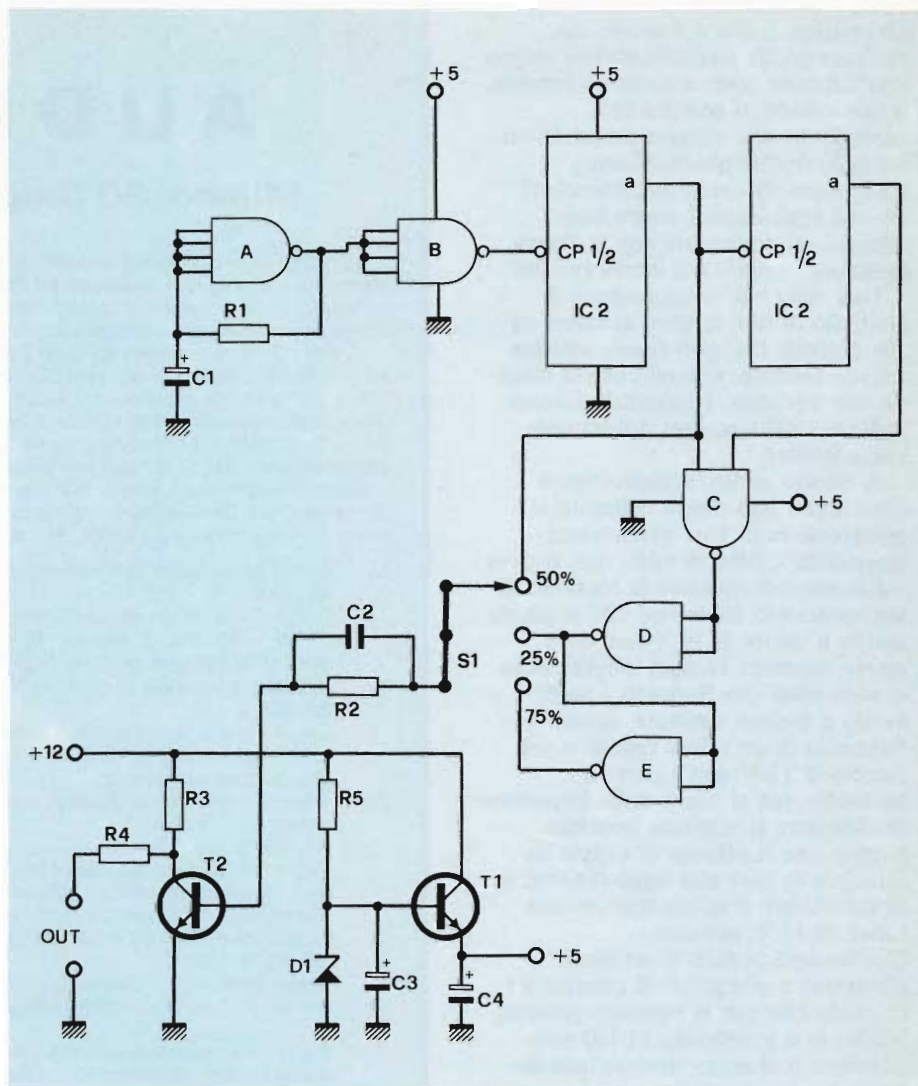 +5
+5
A
B
a
a
CP 1/2
CP 1/2
R1
IC 2
IC 2
C1
+
C
+5
50%
C2
D
25%
S1
R2
75%
+12
E
R3
R5
R4
T1
T2
OUT
+5
D1
+
C3
+
C4